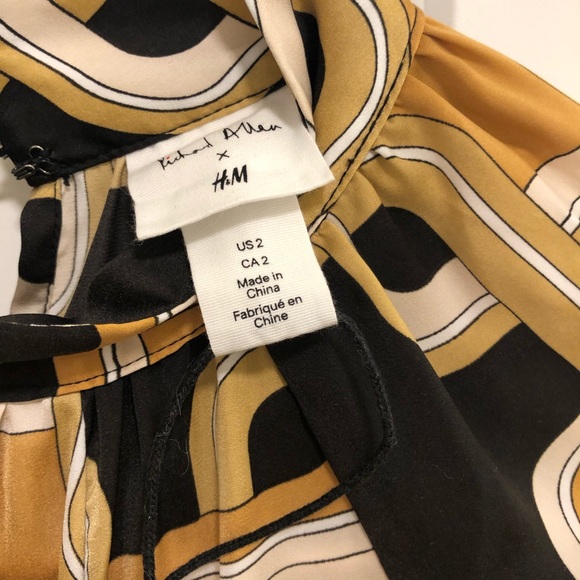 Richard Allan
×
H&M
US 2
CA 2
Made in
China
Fabriqué en
Chine